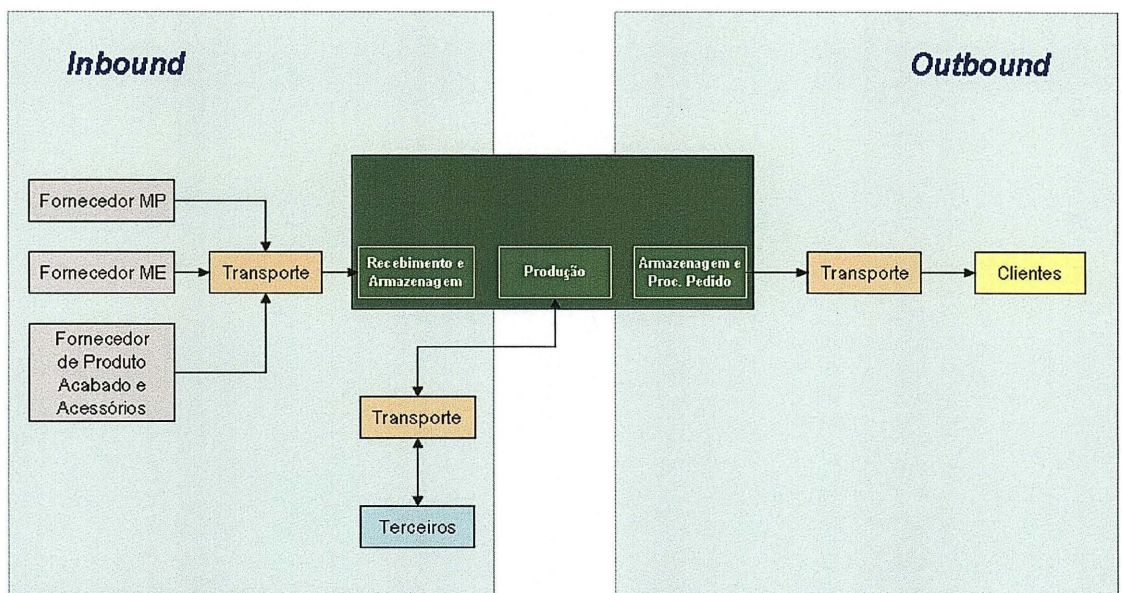 Inbound
Outbound
Fornecedor MP
Fornecedor ME
Fornecedor
de Produto
Acabado e
Acessórios
Transporte
Recebimento e
Armazenagem
Produção
Armazenagem e
Proc. Pedido
Transporte
Clientes
Transporte
Terceiros